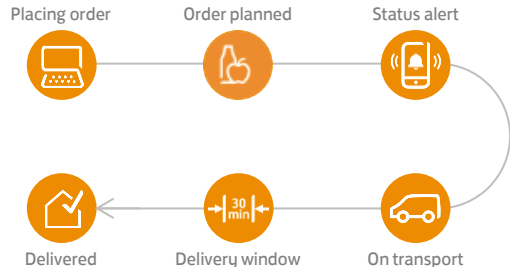 Placing order
Order planned
Status alert
30
min
Delivered
Delivery window
On transport